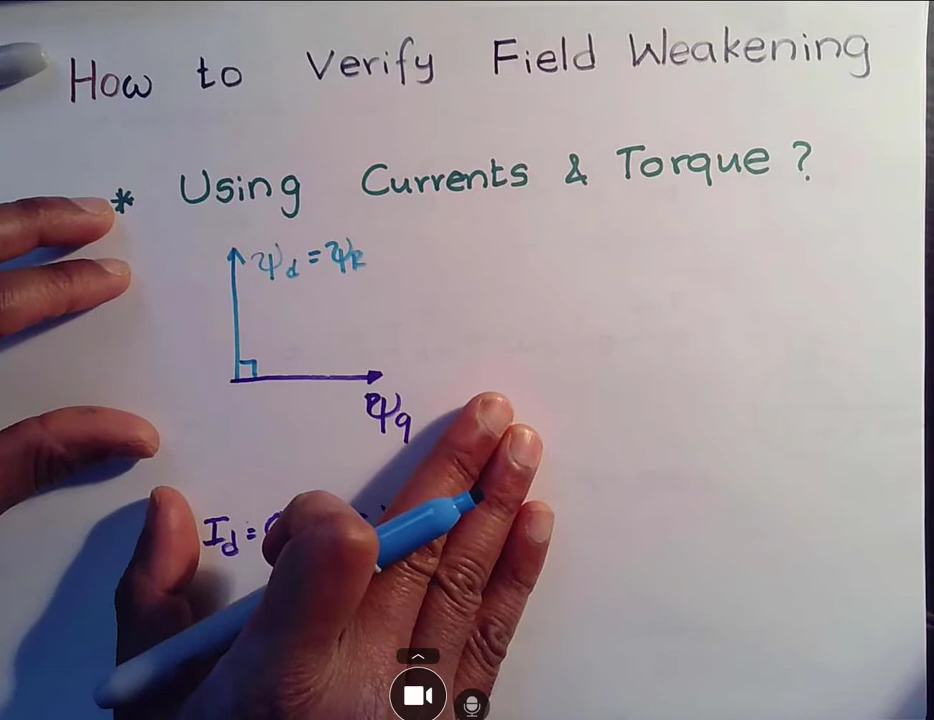 How to Verify Field Weakening
* Using Currents & Torque ?
Ψd = ΨR
Ψq
Id =